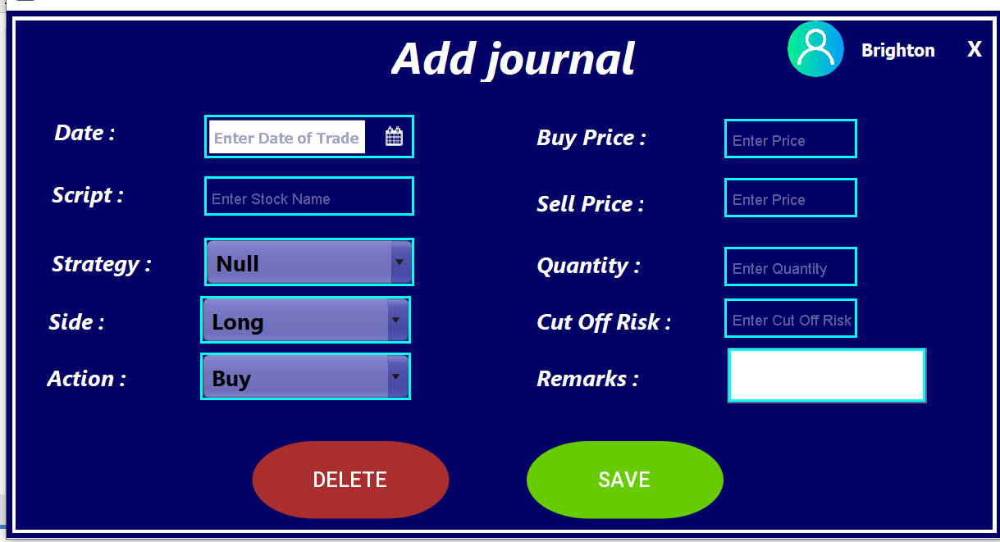 Add journal
Brighton
X
Date :
Enter Date of Trade
Script :
Enter Stock Name
Strategy :
Null
Side :
Long
Action :
Buy
Buy Price :
Enter Price
Sell Price :
Enter Price
Quantity :
Enter Quantity
Cut Off Risk :
Enter Cut Off Risk
Remarks :
DELETE
SAVE